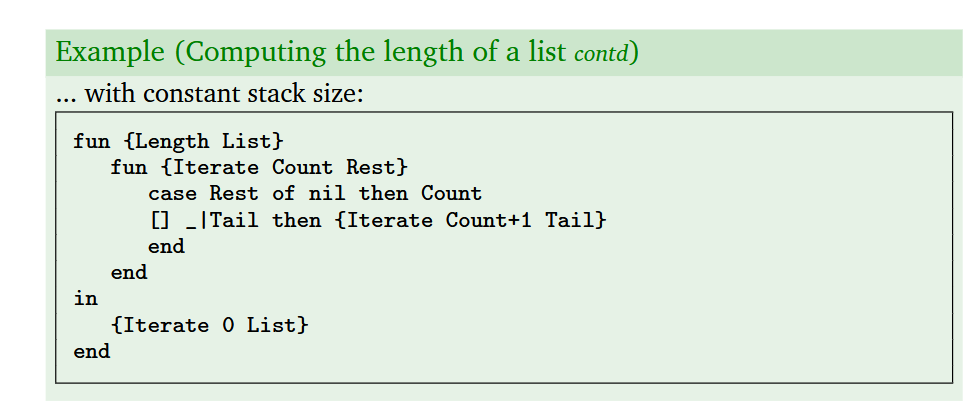 Example (Computing the length of a list contd)
... with constant stack size:
fun {Length List}
fun {Iterate Count Rest}
case Rest of nil then Count
[] _|Tail then {Iterate Count+1 Tail}
end
end
in
{Iterate 0 List}
end